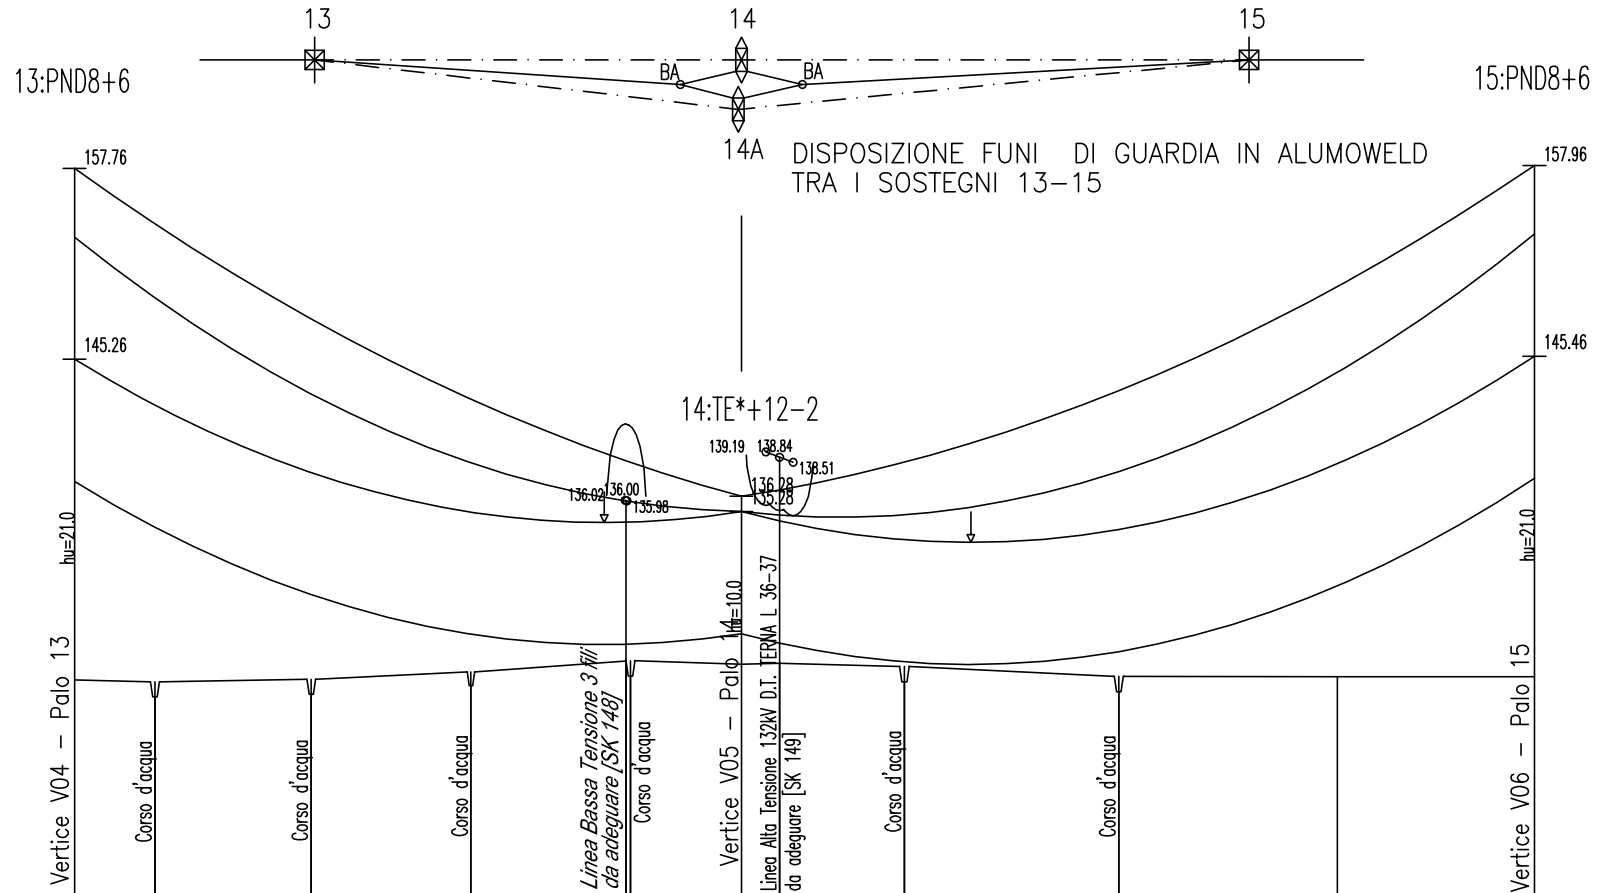 13
14
15
BA
BA
13:PND8+6
15:PND8+6
14A
DISPOSIZIONE FUNI DI GUARDIA IN ALUMOWELD
TRA I SOSTEGNI 13-15
157.76
157.96
145.26
145.46
14:TE*+12-2
139.19
138.84
138.51
136.02
136.00
135.98
136.28
135.28
hu=21.0
hu=10.0
hu=21.0
Vertice V04 - Palo 13
Corso d'acqua
Corso d'acqua
Corso d'acqua
Linea Bassa Tensione 3 fili
da adeguare [SK 148]
Corso d'acqua
Vertice V05 - Palo 14
Linea Alta Tensione 132kV D.T. TERNA L 36-37
da adeguare [SK 149]
Corso d'acqua
Corso d'acqua
Vertice V06 - Palo 15